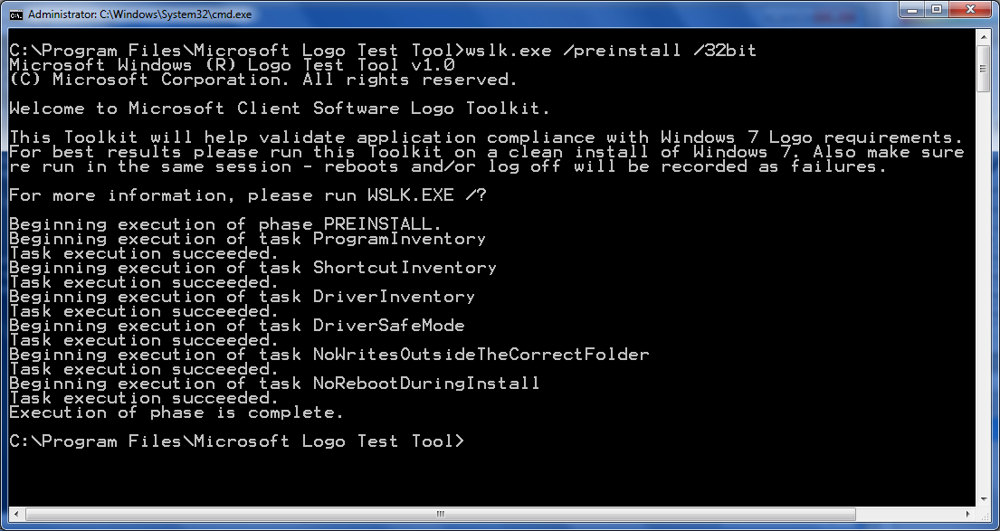 Administrator: C:\Windows\System32\cmd.exe
C:\Program Files\Microsoft Logo Test Tool>wslk.exe /preinstall /32bit
Microsoft Windows (R) Logo Test Tool v1.0
(C) Microsoft Corporation. All rights reserved.
Welcome to Microsoft Client Software Logo Toolkit.
This Toolkit will help validate application compliance with Windows 7 Logo requirements.
For best results please run this Toolkit on a clean install of Windows 7. Also make sure
re run in the same session - reboots and/or log off will be recorded as failures.
For more information, please run WSLK.EXE /?
Beginning execution of phase PREINSTALL.
Beginning execution of task ProgramInventory
Task execution succeeded.
Beginning execution of task ShortcutInventory
Task execution succeeded.
Beginning execution of task DriverInventory
Task execution succeeded.
Beginning execution of task DriverSafeMode
Task execution succeeded.
Beginning execution of task NoWritesOutsideTheCorrectFolder
Task execution succeeded.
Beginning execution of task NoRebootDuringInstall
Task execution succeeded.
Execution of phase is complete.
C:\Program Files\Microsoft Logo Test Tool>